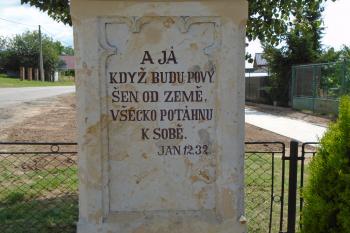 A JÁ
KDYŽ BUDU POVÝ
ŠEN OD ZEMĚ,
VŠECKO POTÁHNU
K SOBĚ.
JAN 12.32.